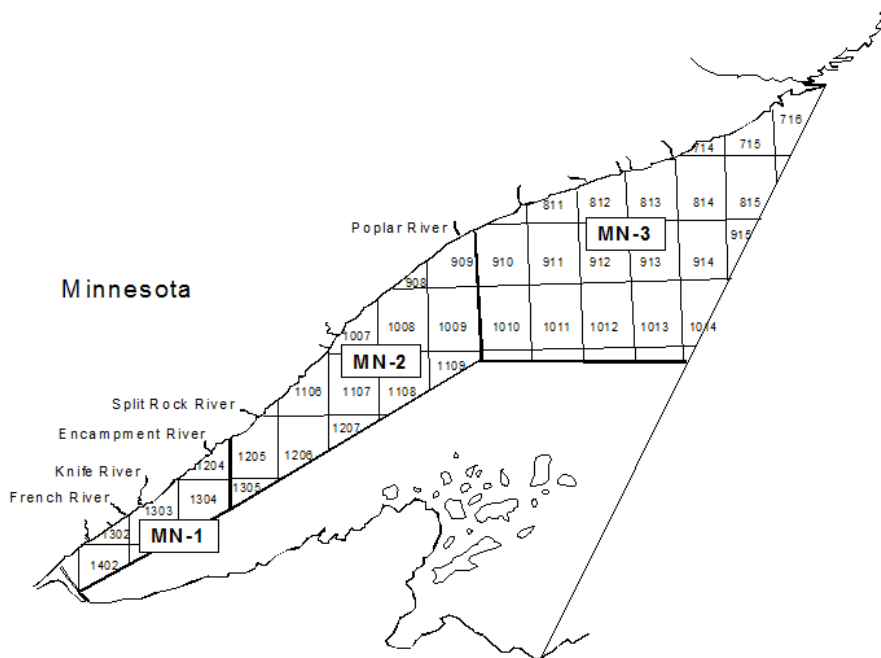 716
714 715
811 812 813 814 815
Poplar River MN-3 915
909 910 911 912 913 914
908
Minnesota
1007 1008 1009 1010 1011 1012 1013 1014
MN-2 1109
1106 1107 1108
Split Rock River
1207
Encampment River
1204 1205 1206
Knife River
1305
French River 1303 1304
1302 MN-1
1402